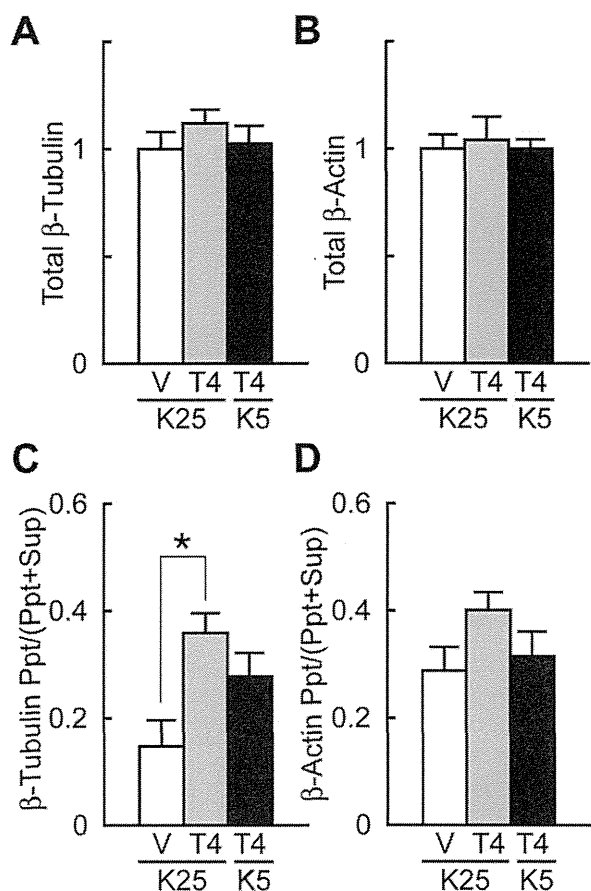 A
Total β-Tubulin
1
0
V T4 T4
K25 K5
B
Total β-Actin
1
0
V T4 T4
K25 K5
C
β-Tubulin Ppt/(Ppt+Sup)
0.6
0.4
0.2
0
*
V T4 T4
K25 K5
D
β-Actin Ppt/(Ppt+Sup)
0.6
0.4
0.2
0
V T4 T4
K25 K5